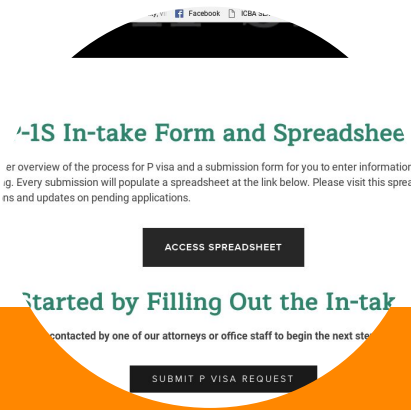 Facebook ICBA
-1S In-take Form and Spreadshee
er overview of the process for P visa and a submission form for you to enter information
g. Every submission will populate a spreadsheet at the link below. Please visit this sprea
ns and updates on pending applications.
ACCESS SPREADSHEET
Started by Filling Out the In-tak
contacted by one of our attorneys or office staff to begin the next ste
SUBMIT P VISA REQUEST